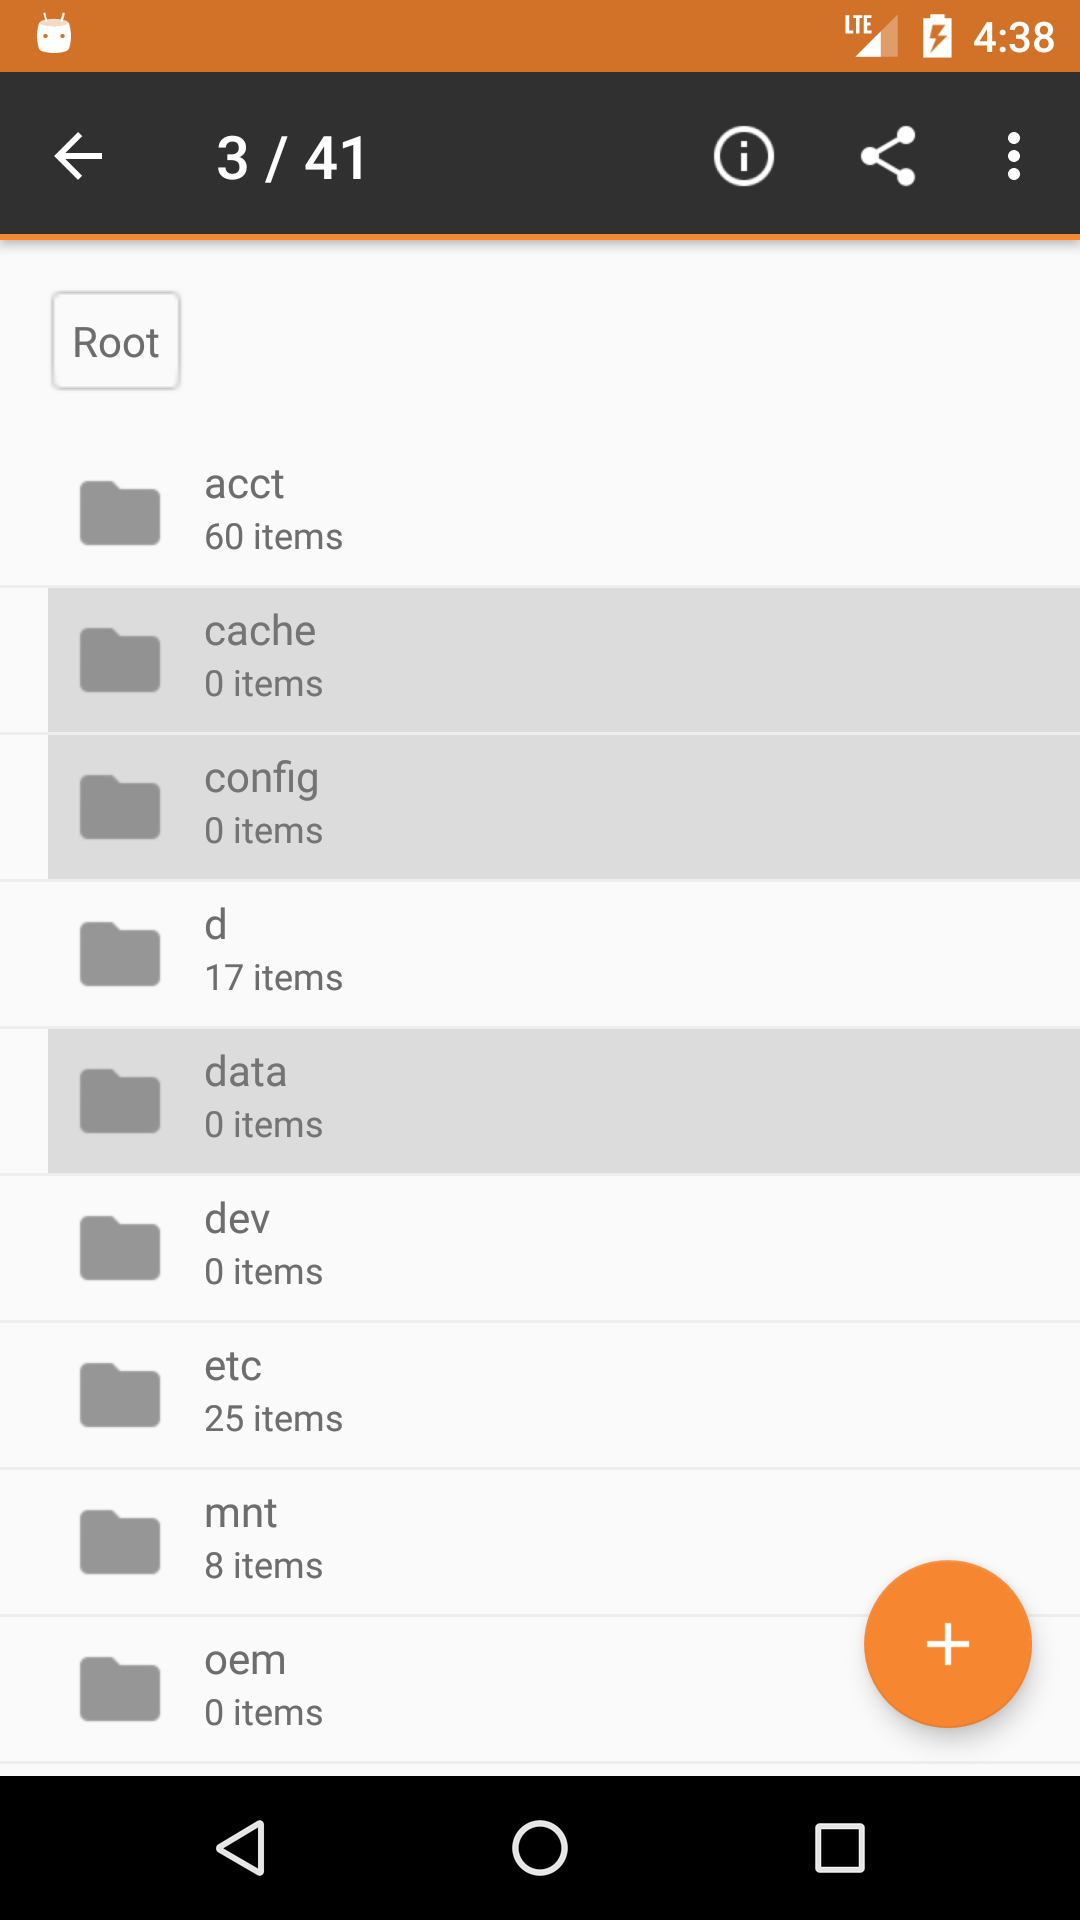 LTE 4:38
3 / 41
Root
acct
60 items
cache
0 items
config
0 items
d
17 items
data
0 items
dev
0 items
etc
25 items
mnt
8 items
oem
0 items